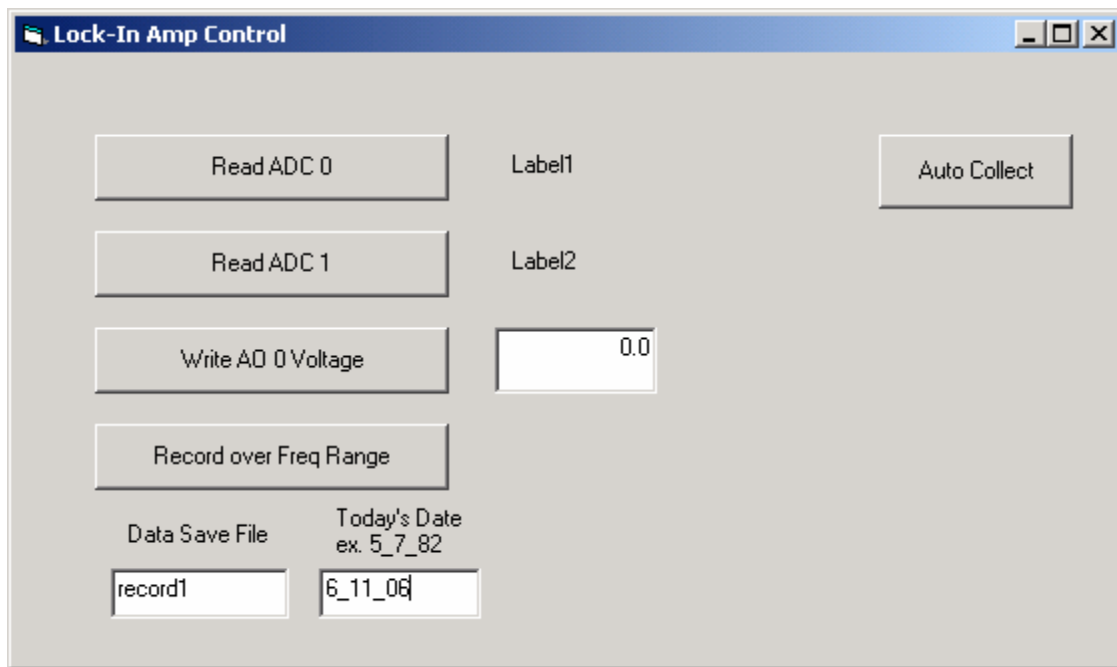 Lock-In Amp Control
Read ADC 0
Label1
Auto Collect
Read ADC 1
Label2
Write AO 0 Voltage
0.0
Record over Freq Range
Data Save File
Today's Date
ex. 5_7_82
record1
6_11_06